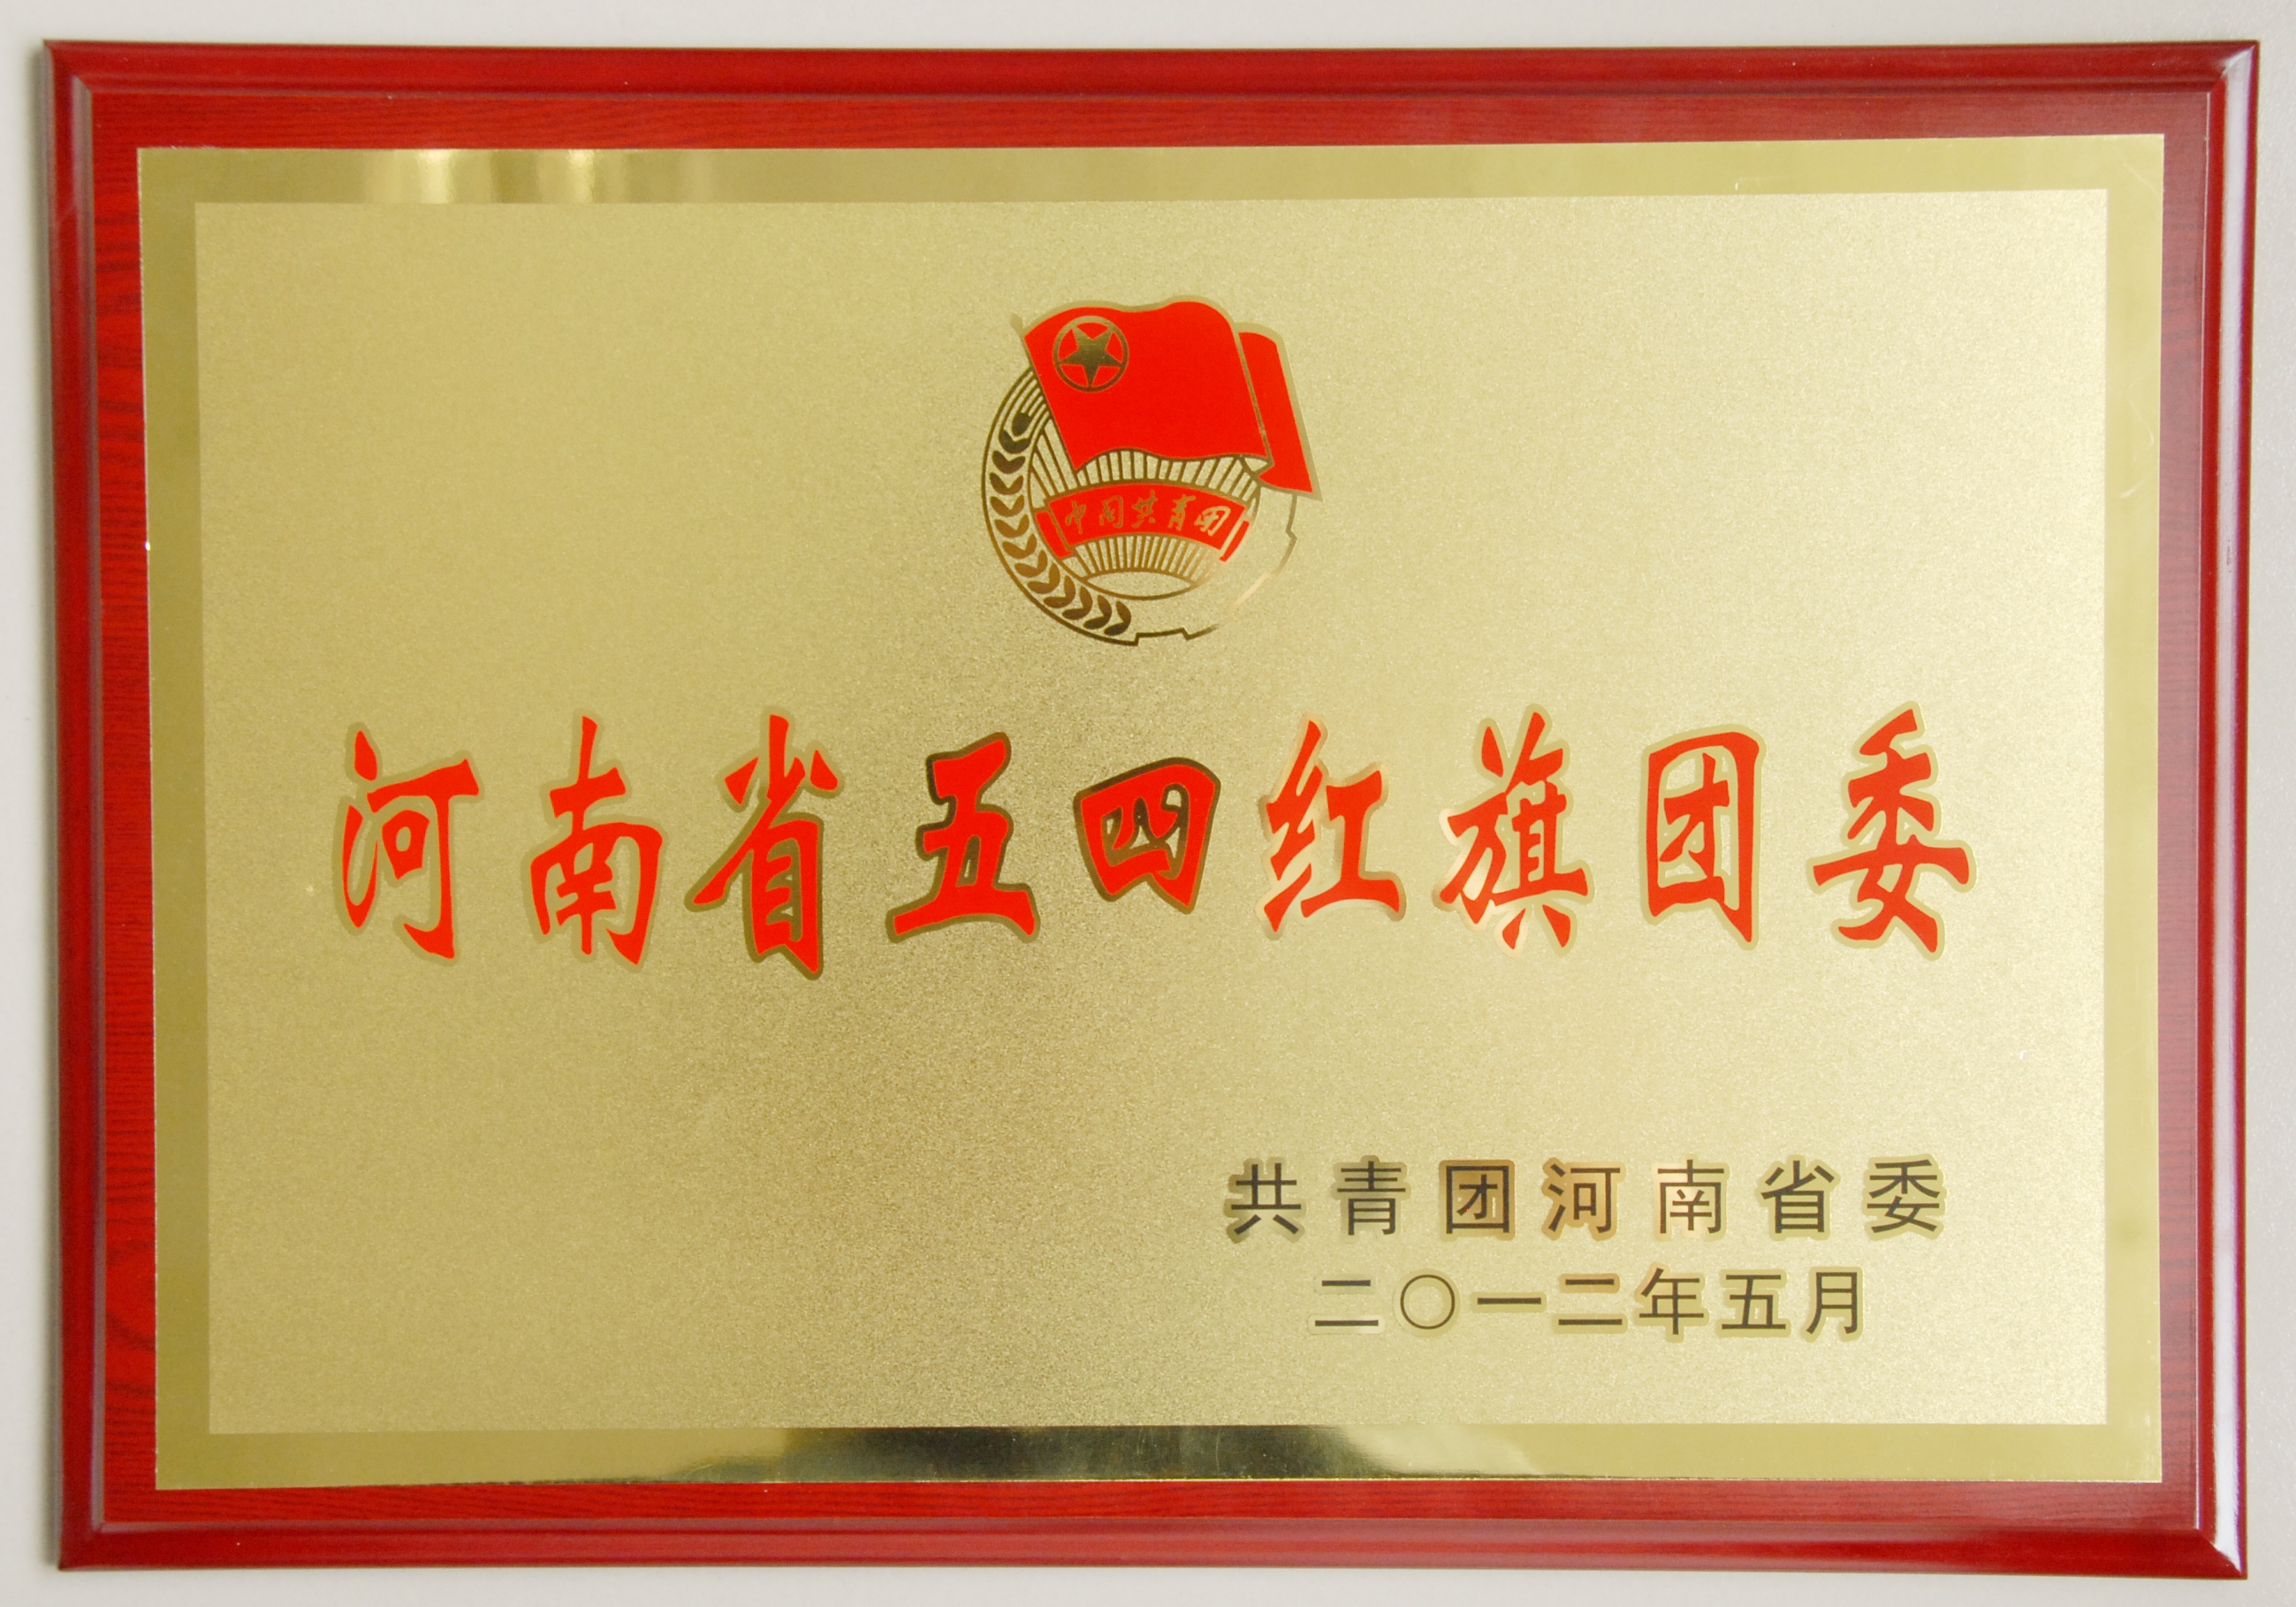 中国共青团
河南省五四红旗团委
共青团河南省委
二〇一二年五月